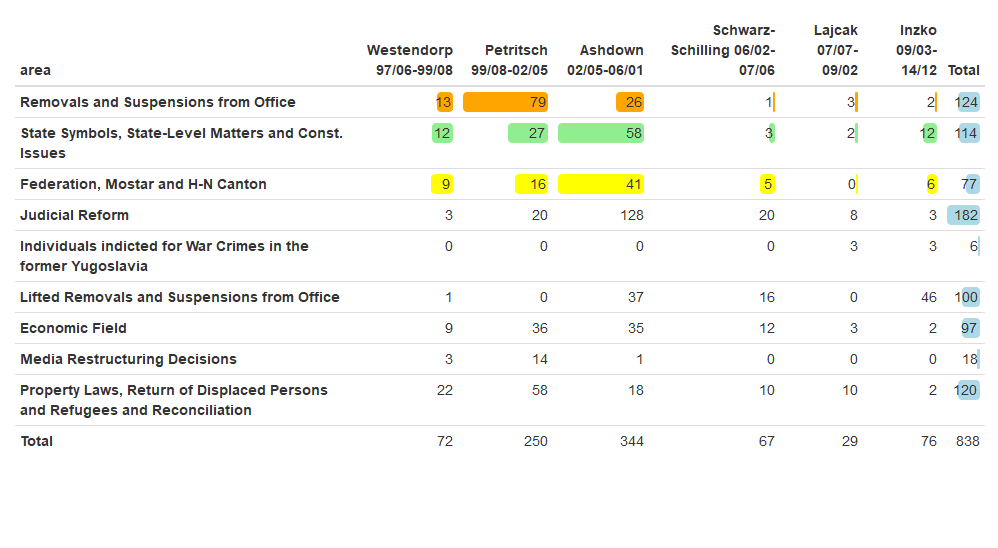 area Westendorp 97/06-99/08 Petritsch 99/08-02/05 Ashdown 02/05-06/01 Schwarz-Schilling 06/02-07/06 Lajcak 07/07-09/02 Inzko 09/03-14/12 Total
Removals and Suspensions from Office 13 79 26 1 3 2 124
State Symbols, State-Level Matters and Const. Issues 12 27 58 3 2 12 114
Federation, Mostar and H-N Canton 9 16 41 5 0 6 77
Judicial Reform 3 20 128 20 8 3 182
Individuals indicted for War Crimes in the former Yugoslavia 0 0 0 0 3 3 6
Lifted Removals and Suspensions from Office 1 0 37 16 0 46 100
Economic Field 9 36 35 12 3 2 97
Media Restructuring Decisions 3 14 1 0 0 0 18
Property Laws, Return of Displaced Persons and Refugees and Reconciliation 22 58 18 10 10 2 120
Total 72 250 344 67 29 76 838